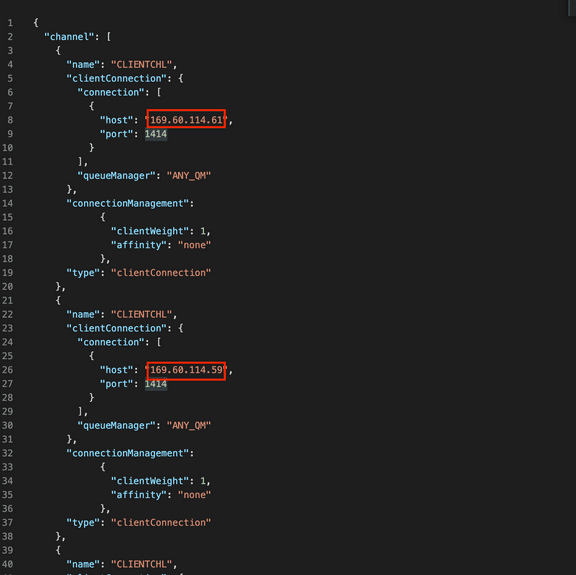 1 {
2 "channel": [
3 {
4 "name": "CLIENTCHL",
5 "clientConnection": {
6 "connection": [
7 {
8 "host": "169.60.114.61",
9 "port": 1414
10 }
11 ],
12 "queueManager": "ANY_QM"
13 },
14 "connectionManagement":
15 {
16 "clientWeight": 1,
17 "affinity": "none"
18 },
19 "type": "clientConnection"
20 },
21 {
22 "name": "CLIENTCHL",
23 "clientConnection": {
24 "connection": [
25 {
26 "host": "169.60.114.59",
27 "port": 1414
28 }
29 ],
30 "queueManager": "ANY_QM"
31 },
32 "connectionManagement":
33 {
34 "clientWeight": 1,
35 "affinity": "none"
36 },
37 "type": "clientConnection"
38 },
39 {
40 "name": "CLIENTCHL",